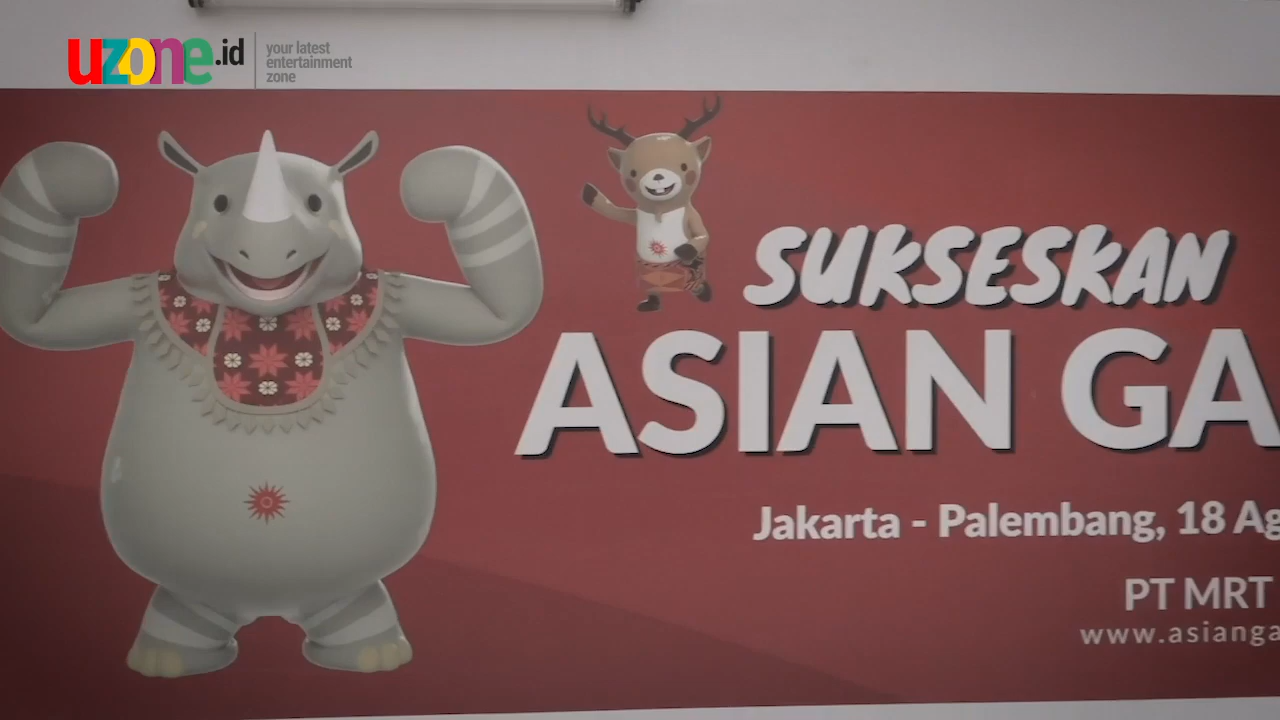 uzone.id
your latest
entertainment
zone
SUKSESKAN
ASIAN GA
Jakarta - Palembang, 18 Ag
PT MRT
www.asianga